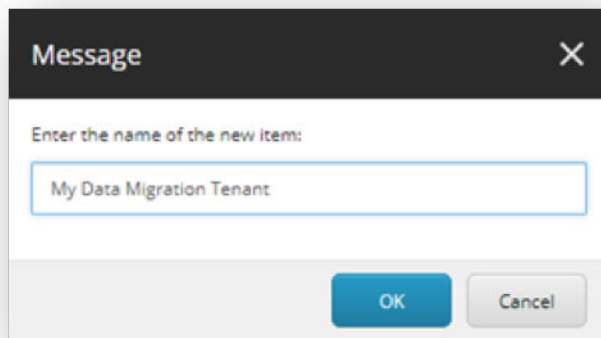 Message
Enter the name of the new item:
My Data Migration Tenant
OK Cancel